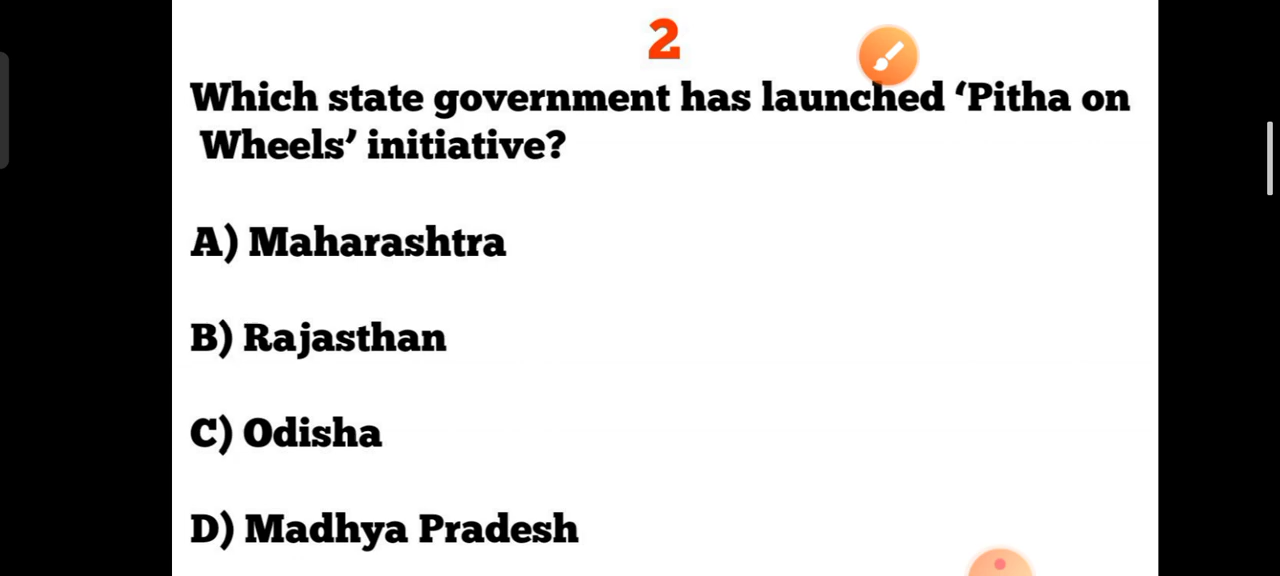 2
Which state government has launched ‘Pitha on
Wheels’ initiative?
A) Maharashtra
B) Rajasthan
C) Odisha
D) Madhya Pradesh